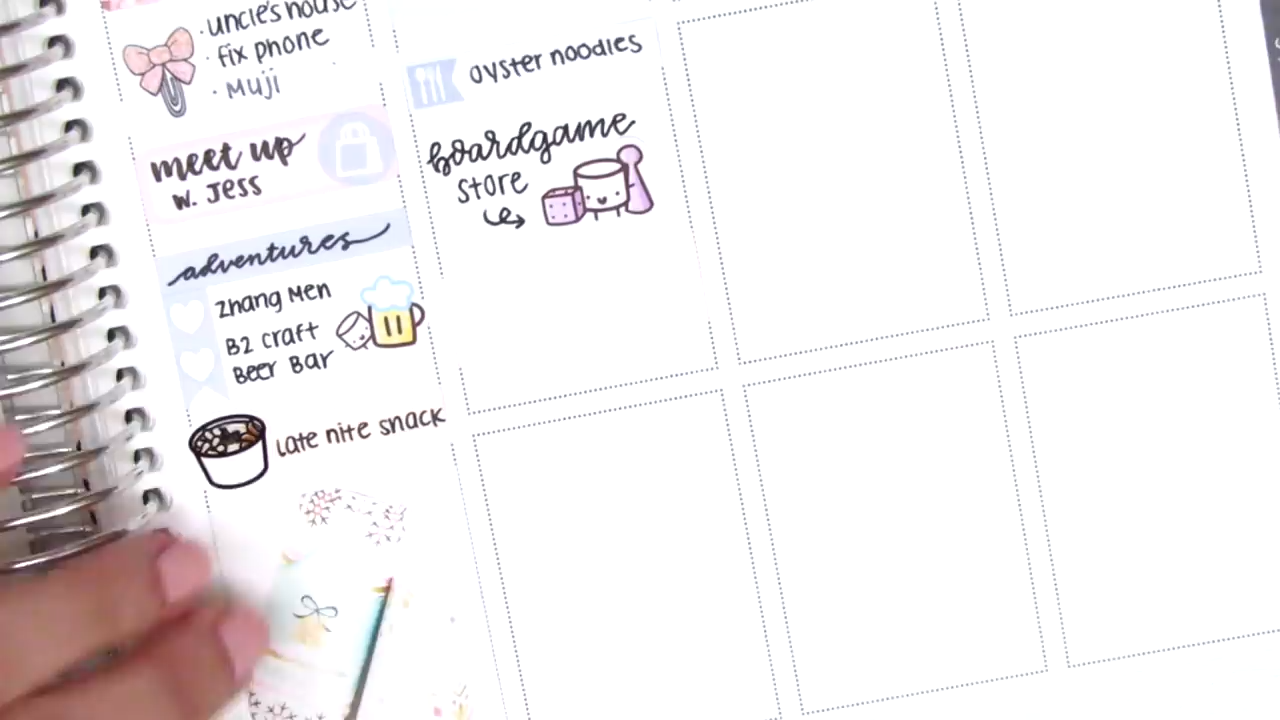 · uncle's house
· fix phone
· Muji
meet up
w. Jess
adventures
Zhang Men
B2 craft
Beer Bar
late nite snack
oyster noodles
boardgame
store